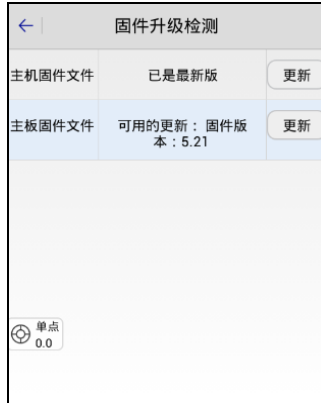 固件升级检测
主机固件文件 已是最新版 更新
主板固件文件 可用的更新： 固件版 更新
本：5.21
单点
0.0